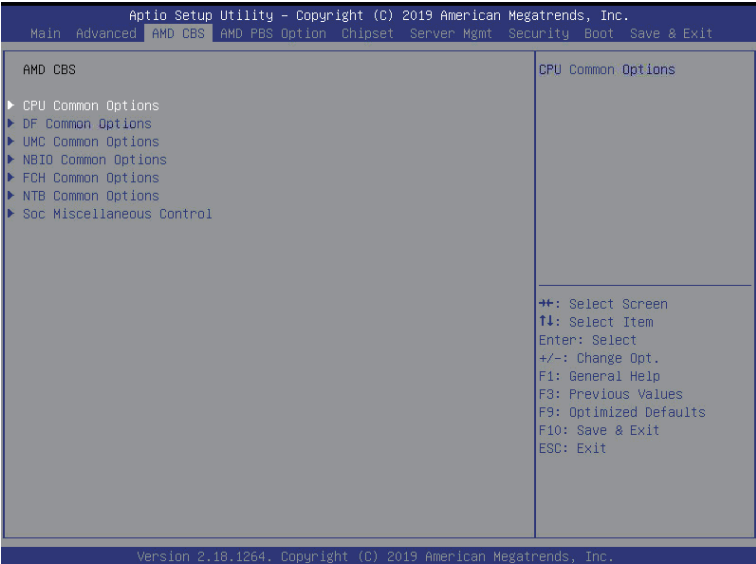 Aptio Setup Utility – Copyright (C) 2019 American Megatrends, Inc.
Main Advanced AMD CBS AMD PBS Option Chipset Server Mgmt Security Boot Save & Exit
AMD CBS
CPU Common Options
DF Common Options
UMC Common Options
NBIO Common Options
FCH Common Options
NTB Common Options
Soc Miscellaneous Control
CPU Common Options
→←: Select Screen
↑↓: Select Item
Enter: Select
+/-: Change Opt.
F1: General Help
F3: Previous Values
F9: Optimized Defaults
F10: Save & Exit
ESC: Exit
Version 2.18.1264. Copyright (C) 2019 American Megatrends, Inc.